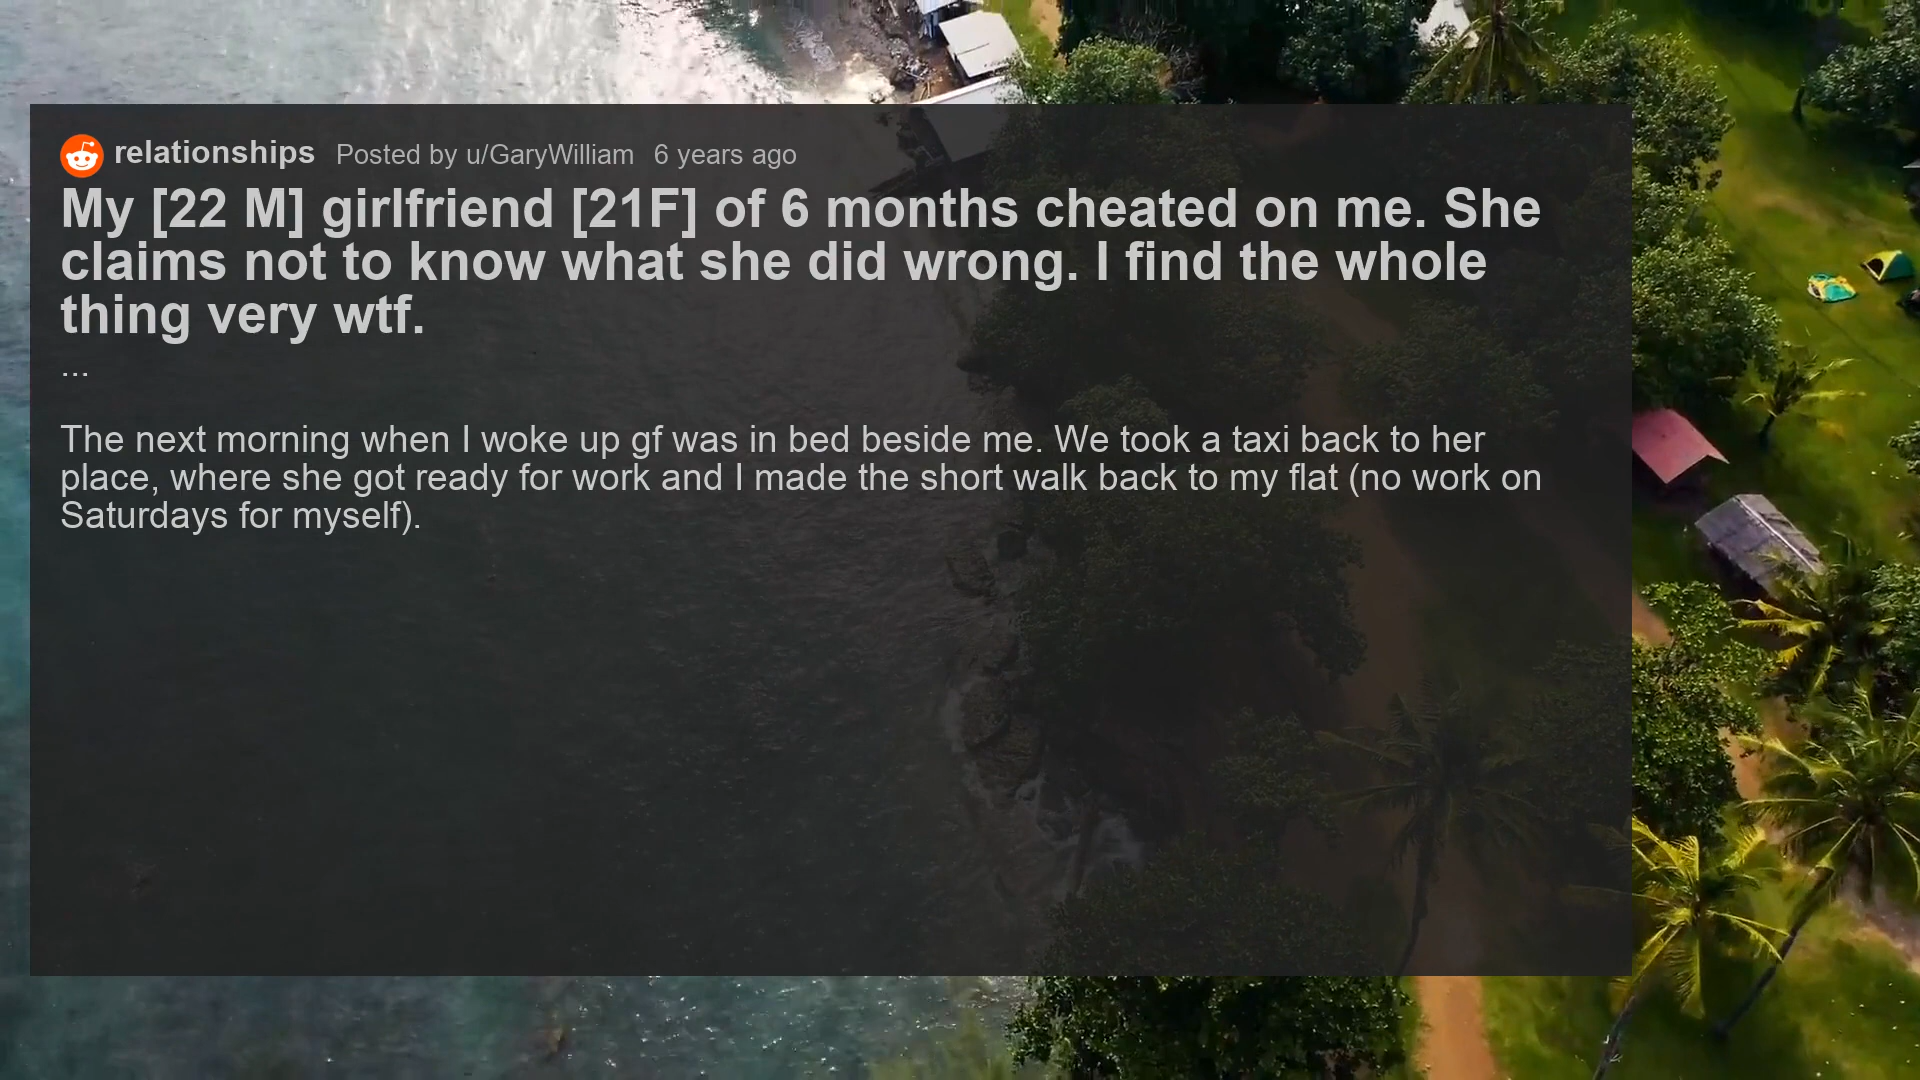 relationships Posted by u/GaryWilliam 6 years ago
My [22 M] girlfriend [21F] of 6 months cheated on me. She
claims not to know what she did wrong. I find the whole
thing very wtf.
...
The next morning when I woke up gf was in bed beside me. We took a taxi back to her
place, where she got ready for work and I made the short walk back to my flat (no work on
Saturdays for myself).